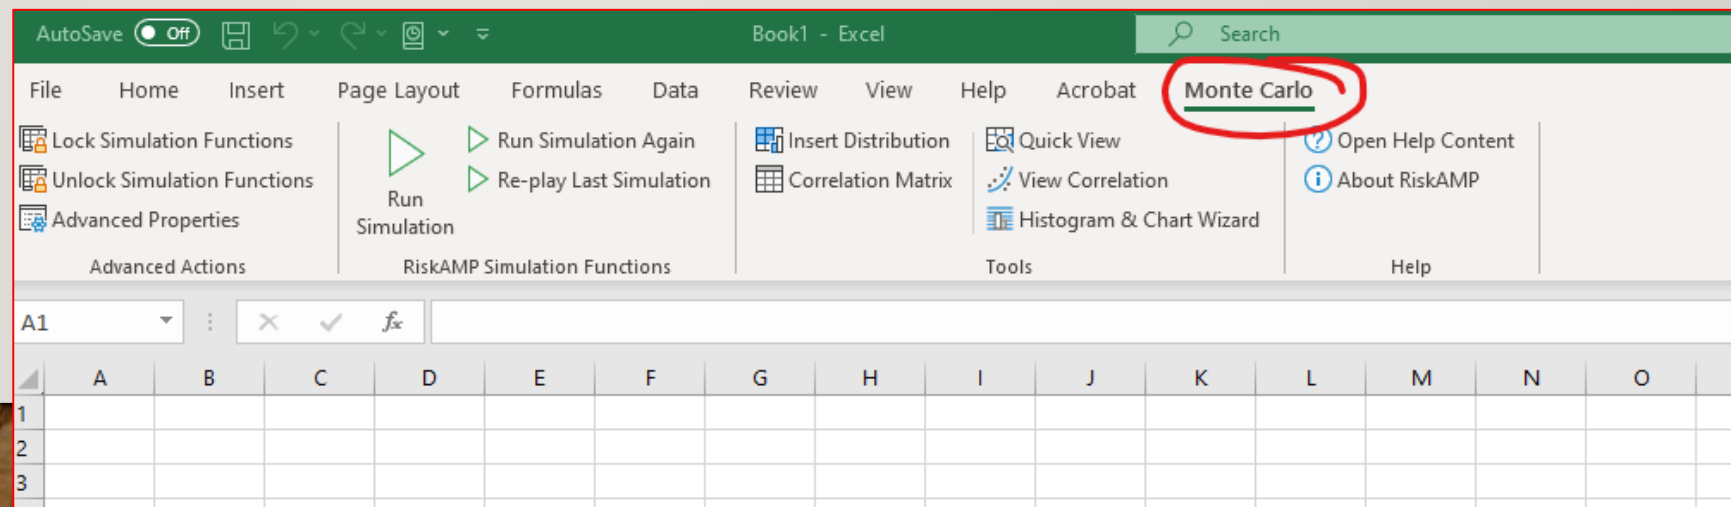 AutoSave Off Book1 - Excel Search
File Home Insert Page Layout Formulas Data Review View Help Acrobat Monte Carlo
Lock Simulation Functions
Unlock Simulation Functions
Advanced Properties
Advanced Actions
Run
Simulation
Run Simulation Again
Re-play Last Simulation
RiskAMP Simulation Functions
Insert Distribution
Correlation Matrix
Quick View
View Correlation
Histogram & Chart Wizard
Tools
Open Help Content
About RiskAMP
Help
A1 fx
A B C D E F G H I J K L M N O
1
2
3